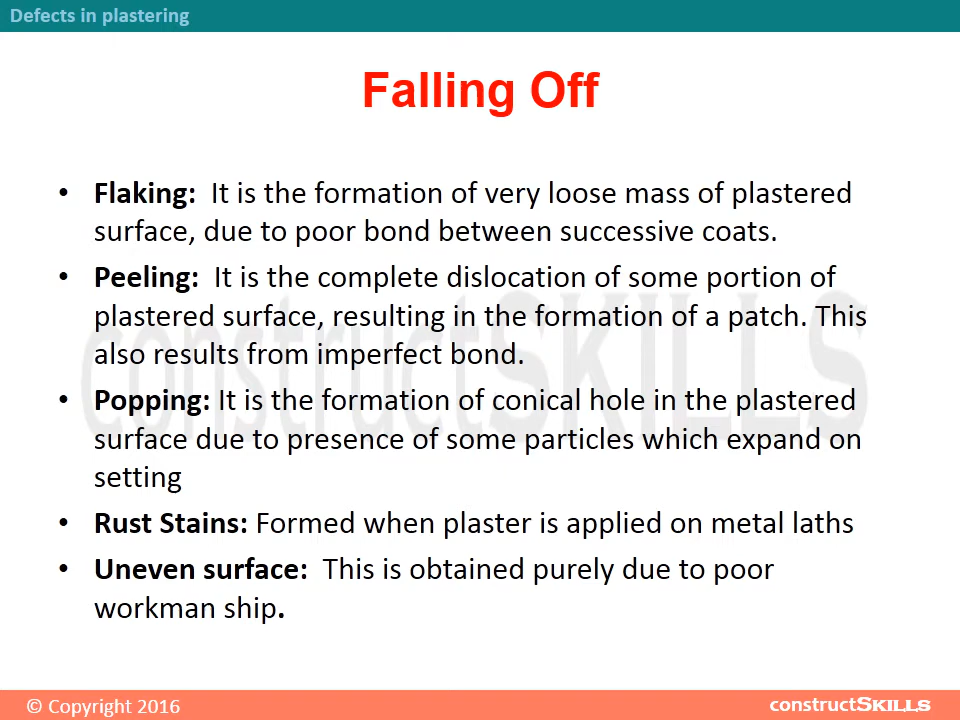 Defects in plastering
Falling Off
• Flaking: It is the formation of very loose mass of plastered
surface, due to poor bond between successive coats.
• Peeling: It is the complete dislocation of some portion of
plastered surface, resulting in the formation of a patch. This
also results from imperfect bond.
• Popping: It is the formation of conical hole in the plastered
surface due to presence of some particles which expand on
setting
• Rust Stains: Formed when plaster is applied on metal laths
• Uneven surface: This is obtained purely due to poor
workman ship.
constructSKILLS
© Copyright 2016
constructSKILLS